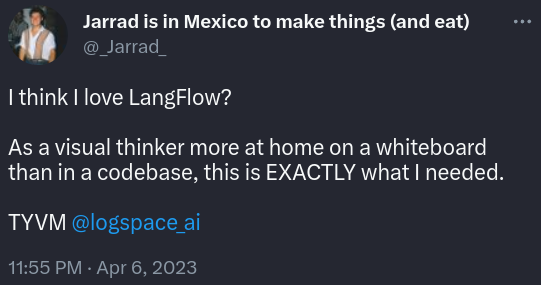 Jarrad is in Mexico to make things (and eat)
@_Jarrad_
I think I love LangFlow?
As a visual thinker more at home on a whiteboard
than in a codebase, this is EXACTLY what I needed.
TYVM @logspace_ai
11:55 PM · Apr 6, 2023